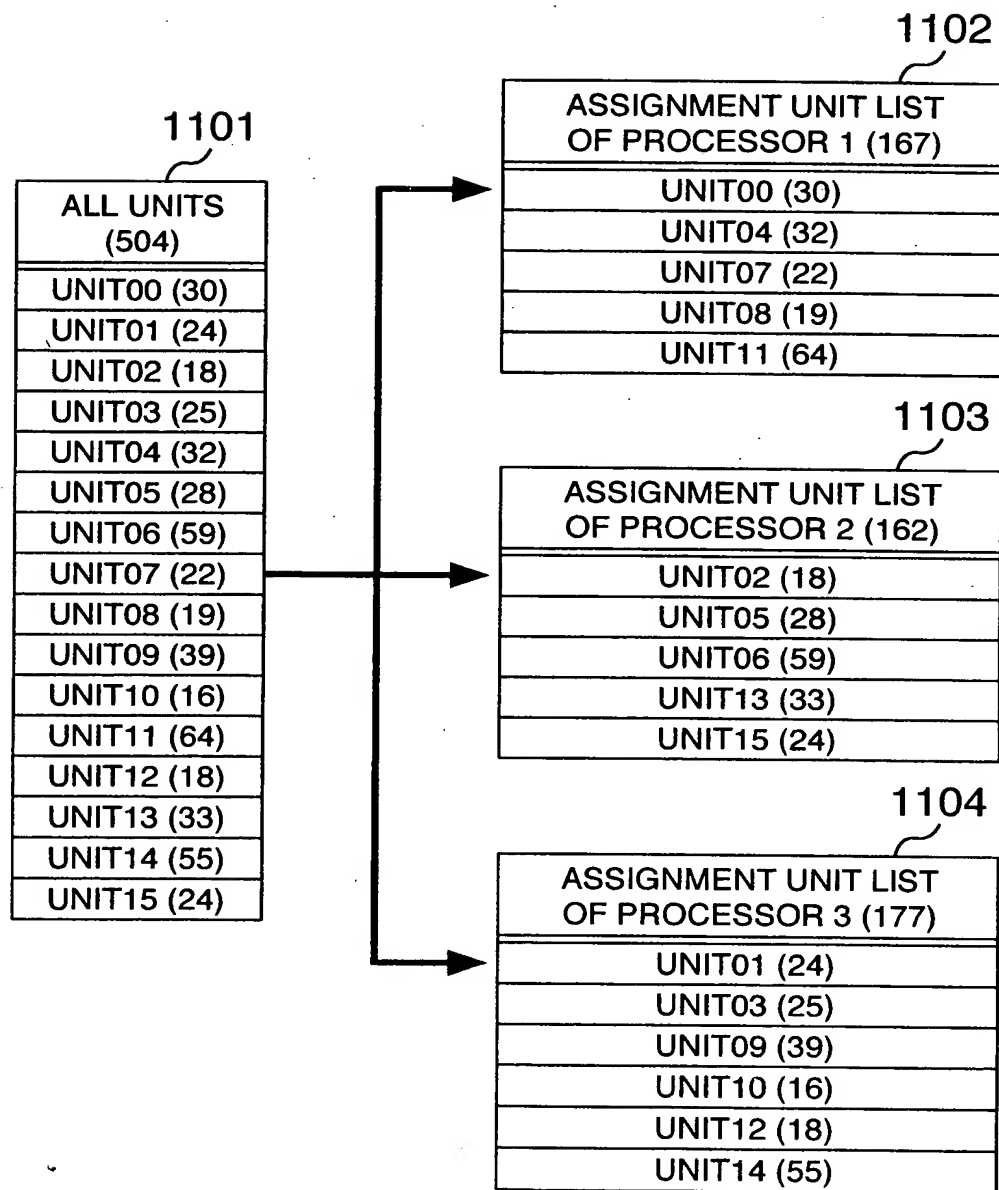 1101
ALL UNITS
(504)
UNIT00 (30)
UNIT01 (24)
UNIT02 (18)
UNIT03 (25)
UNIT04 (32)
UNIT05 (28)
UNIT06 (59)
UNIT07 (22)
UNIT08 (19)
UNIT09 (39)
UNIT10 (16)
UNIT11 (64)
UNIT12 (18)
UNIT13 (33)
UNIT14 (55)
UNIT15 (24)
1102
ASSIGNMENT UNIT LIST
OF PROCESSOR 1 (167)
UNIT00 (30)
UNIT04 (32)
UNIT07 (22)
UNIT08 (19)
UNIT11 (64)
1103
ASSIGNMENT UNIT LIST
OF PROCESSOR 2 (162)
UNIT02 (18)
UNIT05 (28)
UNIT06 (59)
UNIT13 (33)
UNIT15 (24)
1104
ASSIGNMENT UNIT LIST
OF PROCESSOR 3 (177)
UNIT01 (24)
UNIT03 (25)
UNIT09 (39)
UNIT10 (16)
UNIT12 (18)
UNIT14 (55)